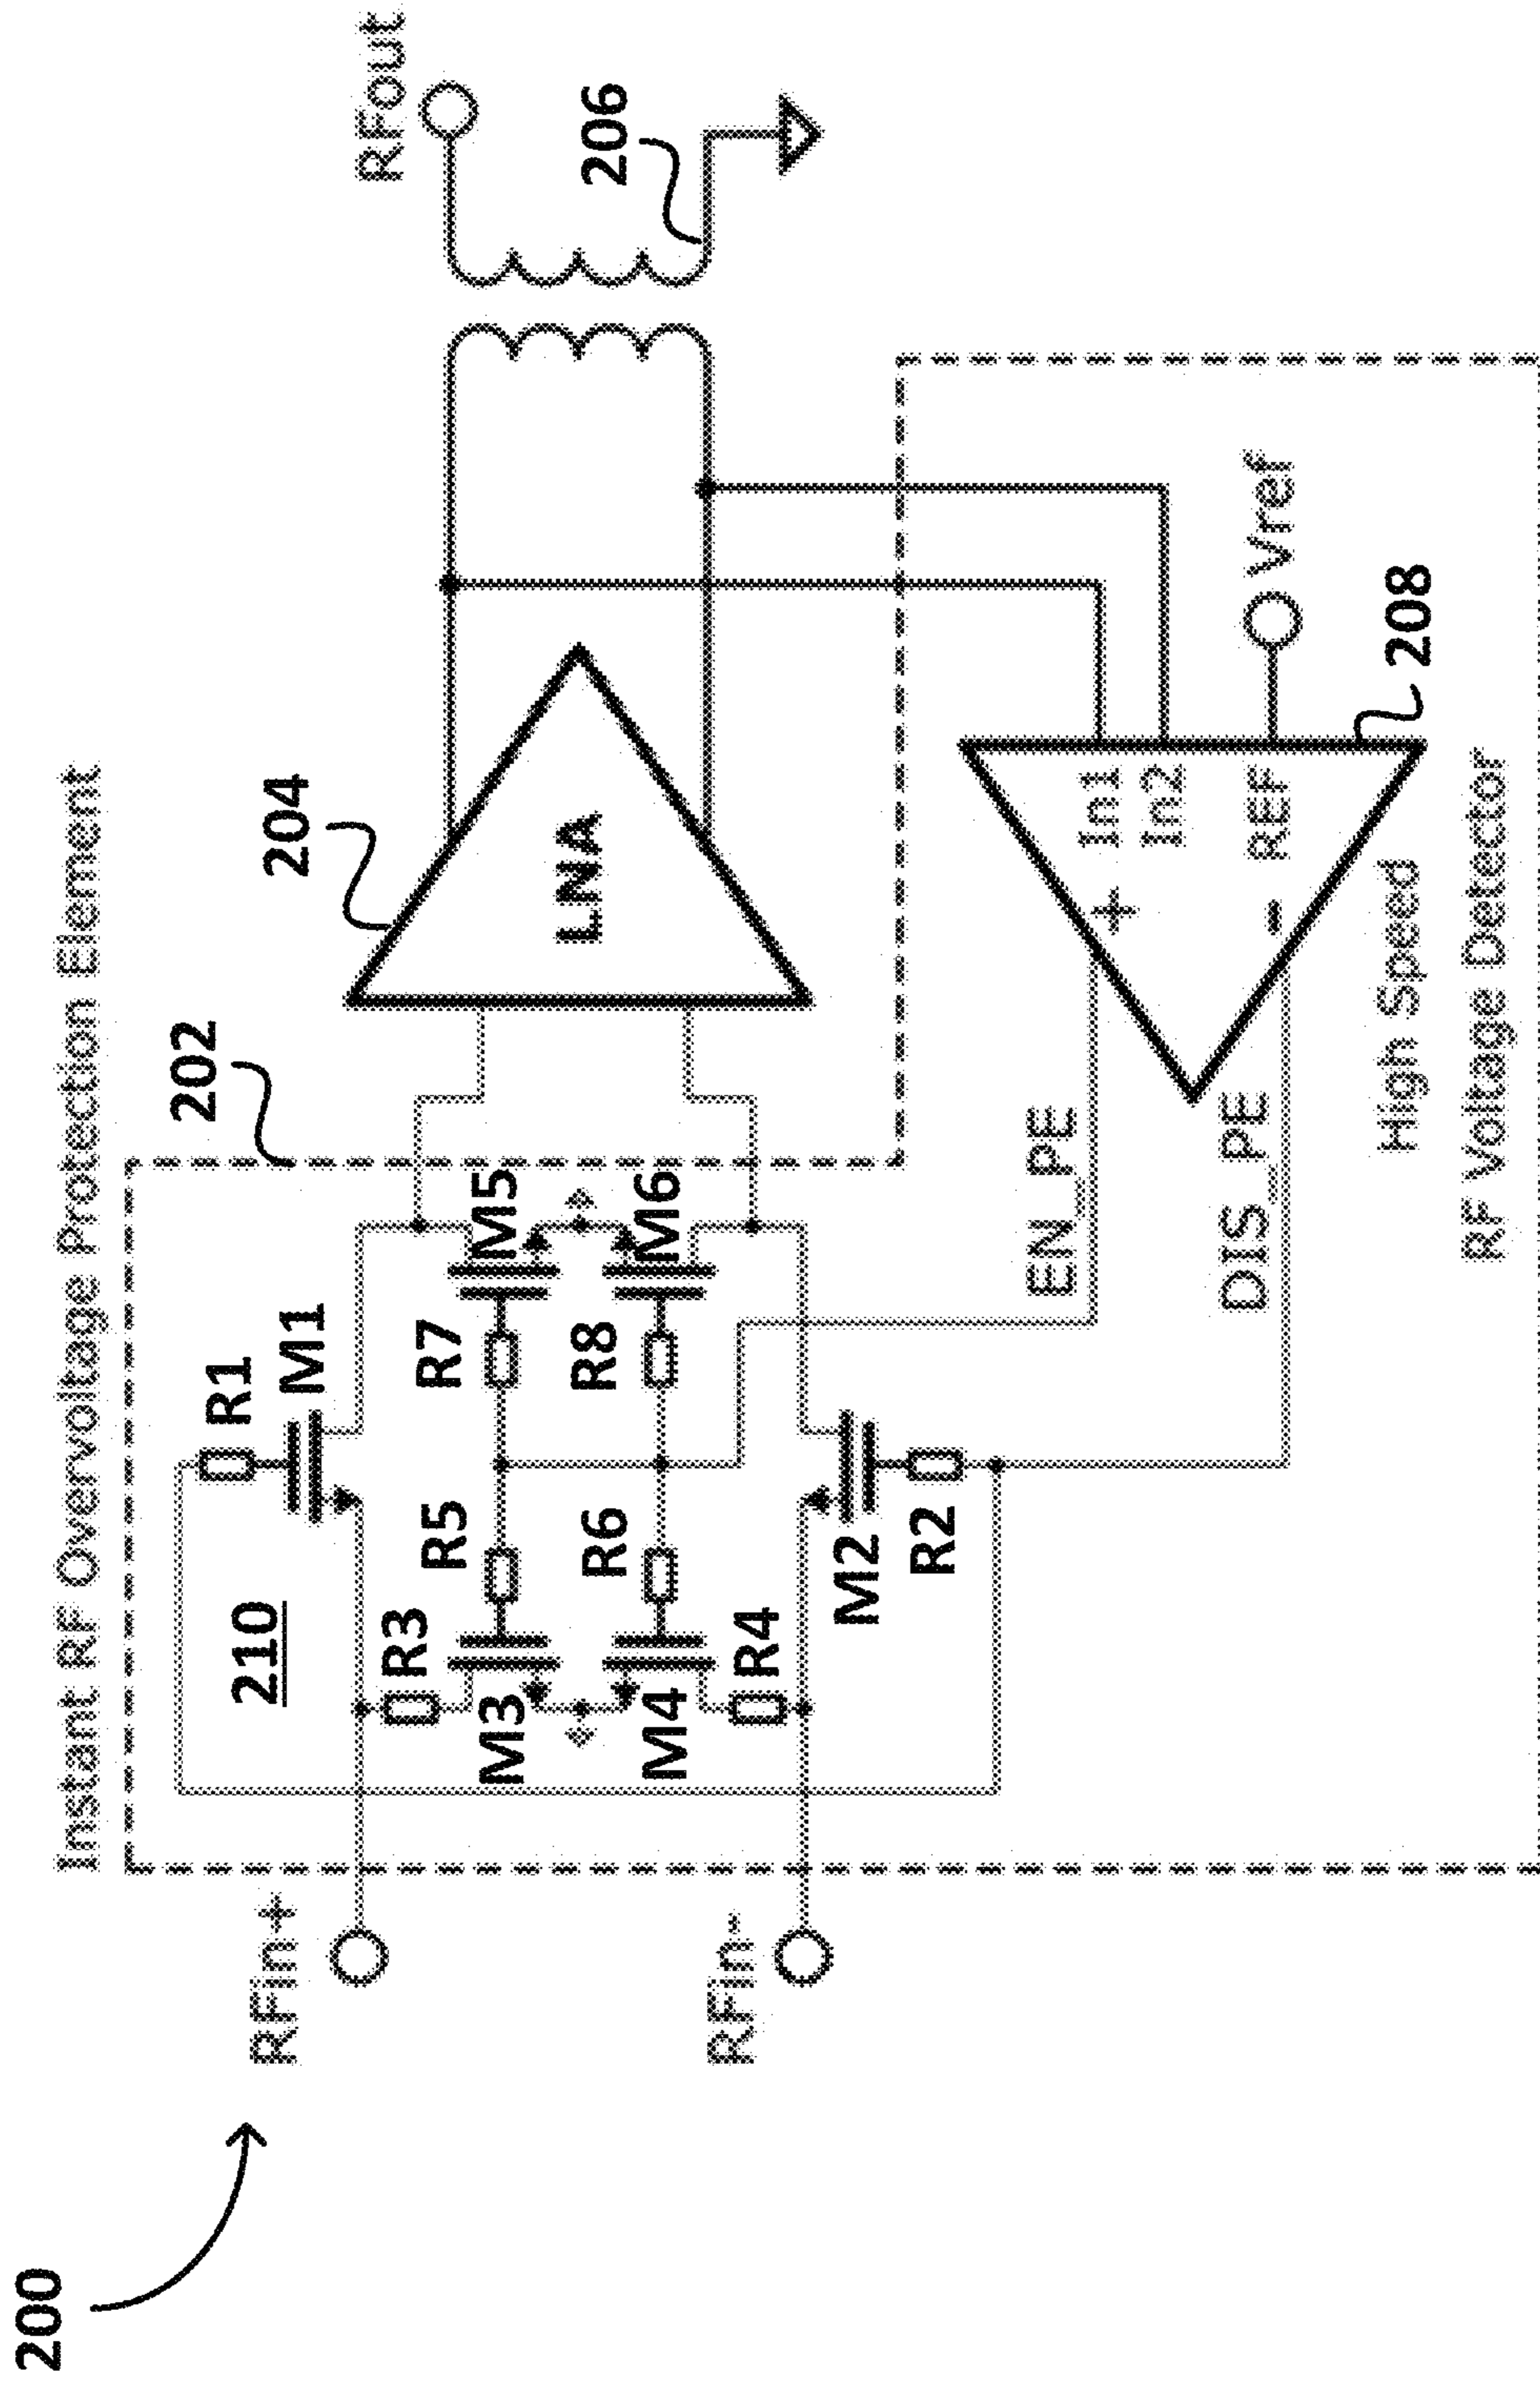 200
Instant RF Overvoltage Protection Element
202
204
RFin+
210
R1
M1
LNA
RFout
206
R3
R5
R7
M5
M3
R6
R8
M6
M4
RFin-
R4
M2
R2
EN_PE
DIS_PE
+
In1
In2
-
REF
Vref
208
High Speed
RF Voltage Detector